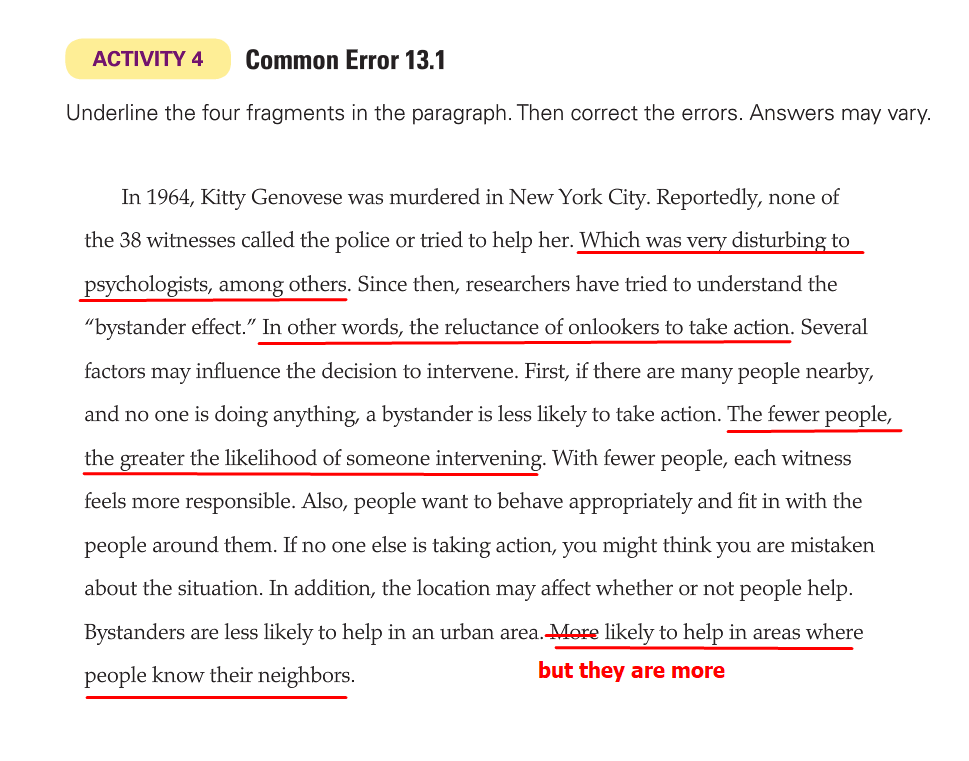 ACTIVITY 4 Common Error 13.1
Underline the four fragments in the paragraph. Then correct the errors. Answers may vary.
In 1964, Kitty Genovese was murdered in New York City. Reportedly, none of
the 38 witnesses called the police or tried to help her. Which was very disturbing to
psychologists, among others. Since then, researchers have tried to understand the
“bystander effect.” In other words, the reluctance of onlookers to take action. Several
factors may influence the decision to intervene. First, if there are many people nearby,
and no one is doing anything, a bystander is less likely to take action. The fewer people,
the greater the likelihood of someone intervening. With fewer people, each witness
feels more responsible. Also, people want to behave appropriately and fit in with the
people around them. If no one else is taking action, you might think you are mistaken
about the situation. In addition, the location may affect whether or not people help.
Bystanders are less likely to help in an urban area. More likely to help in areas where
but they are more
people know their neighbors.